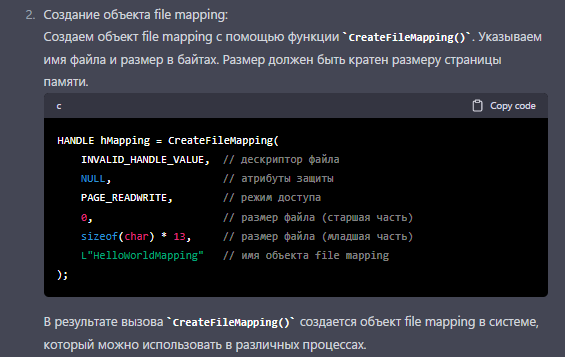 2. Создание объекта file mapping:
Создаем объект file mapping с помощью функции `CreateFileMapping()`. Указываем
имя файла и размер в байтах. Размер должен быть кратен размеру страницы
памяти.
c Copy code
HANDLE hMapping = CreateFileMapping(
    INVALID_HANDLE_VALUE,  // дескриптор файла
    NULL,                  // атрибуты защиты
    PAGE_READWRITE,        // режим доступа
    0,                     // размер файла (старшая часть)
    sizeof(char) * 13,     // размер файла (младшая часть)
    L"HelloWorldMapping"   // имя объекта file mapping
);
В результате вызова `CreateFileMapping()` создается объект file mapping в системе,
который можно использовать в различных процессах.